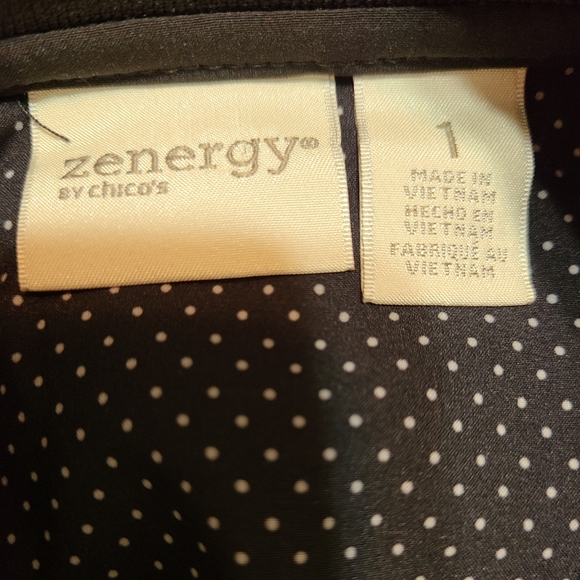 zenergy®
BY CHICO'S
1
MADE IN
VIETNAM
HECHO EN
VIETNAM
FABRIQUÉ AU
VIETNAM